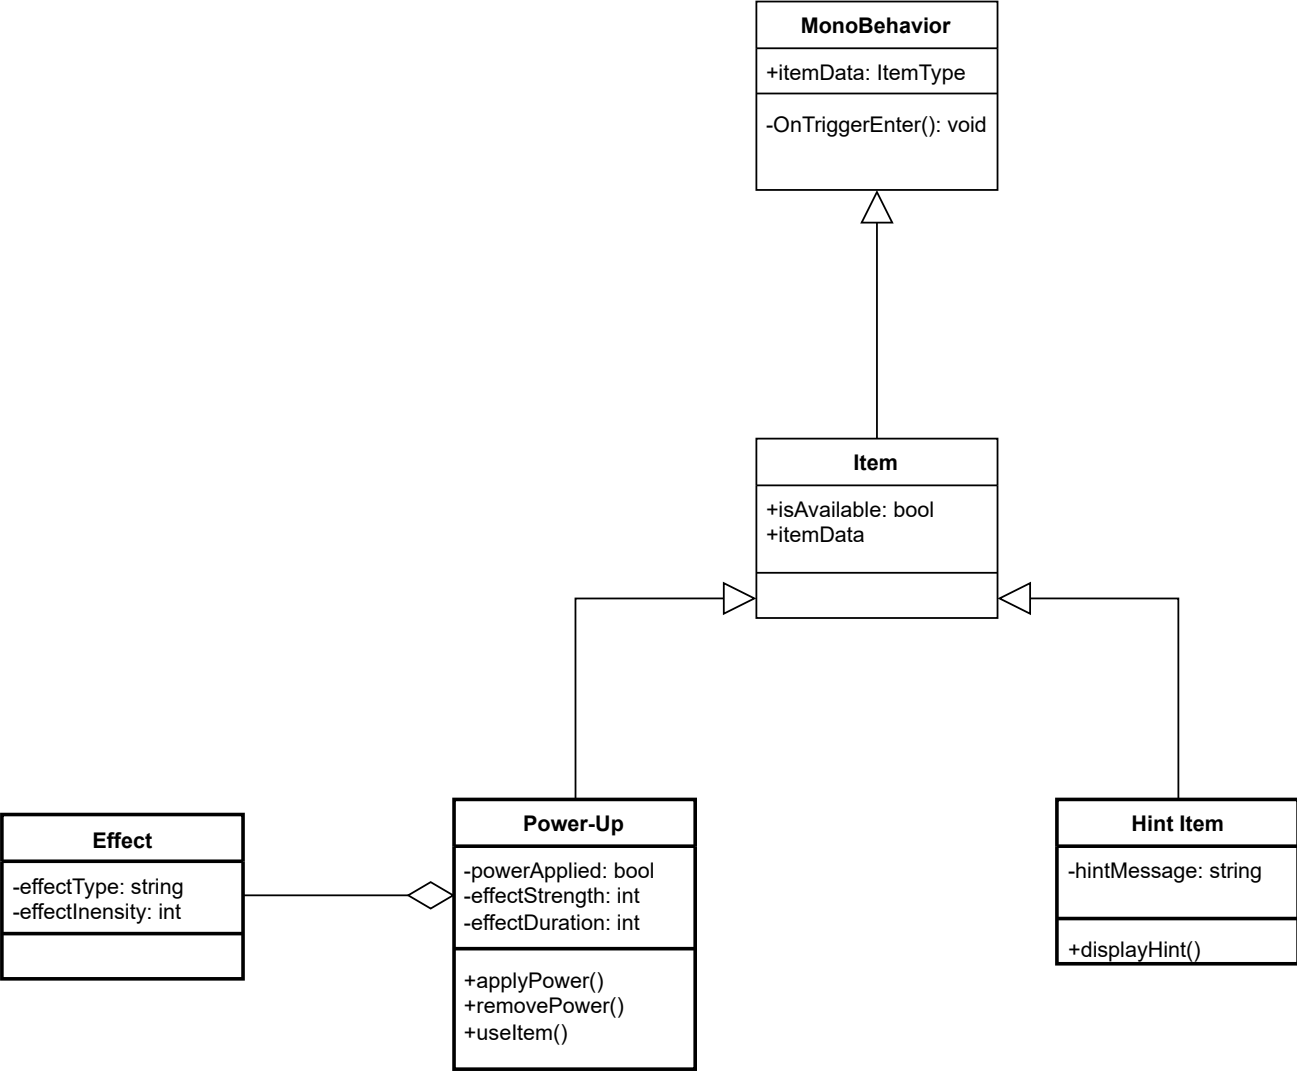 MonoBehavior
+itemData: ItemType
-OnTriggerEnter(): void
Item
+isAvailable: bool
+itemData
Effect
-effectType: string
-effectInensity: int
Power-Up
-powerApplied: bool
-effectStrength: int
-effectDuration: int
+applyPower()
+removePower()
+useItem()
Hint Item
-hintMessage: string
+displayHint()